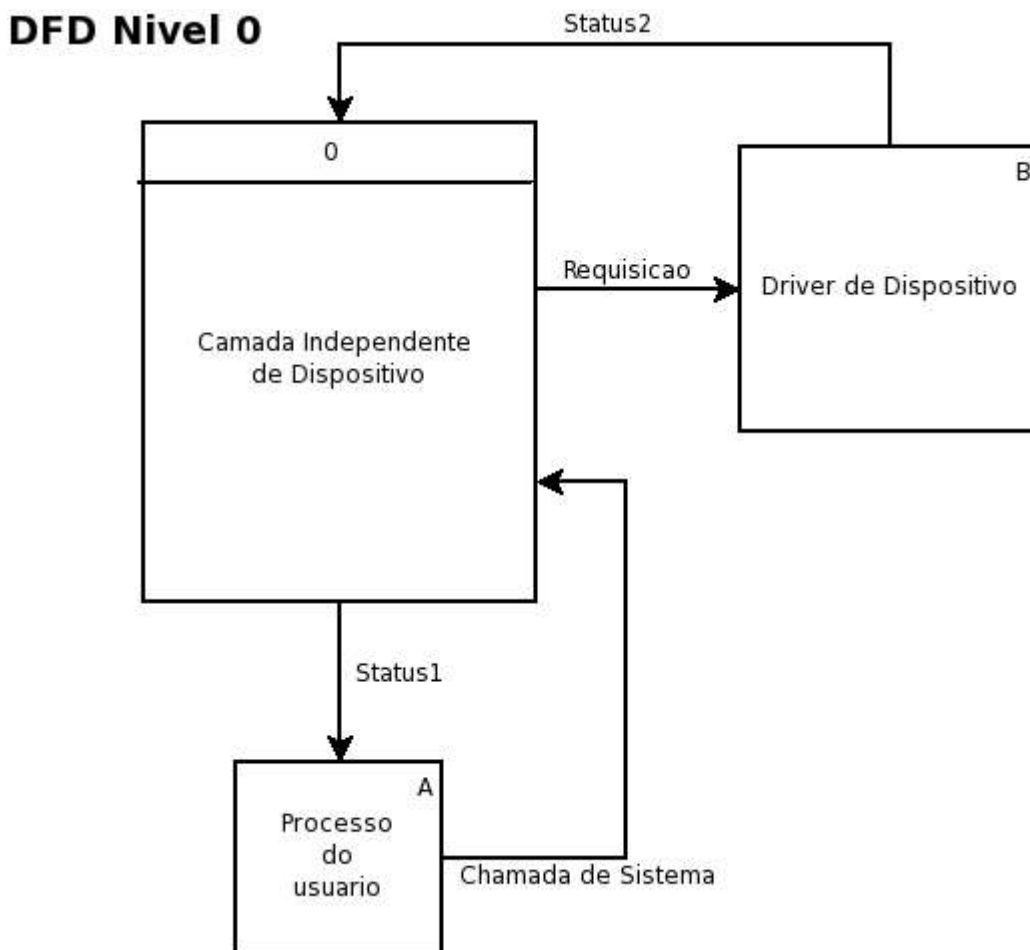 DFD Nivel 0
Status2
0
B
Requisicao
Driver de Dispositivo
Camada Independente
de Dispositivo
Status1
A
Processo
do
usuario
Chamada de Sistema